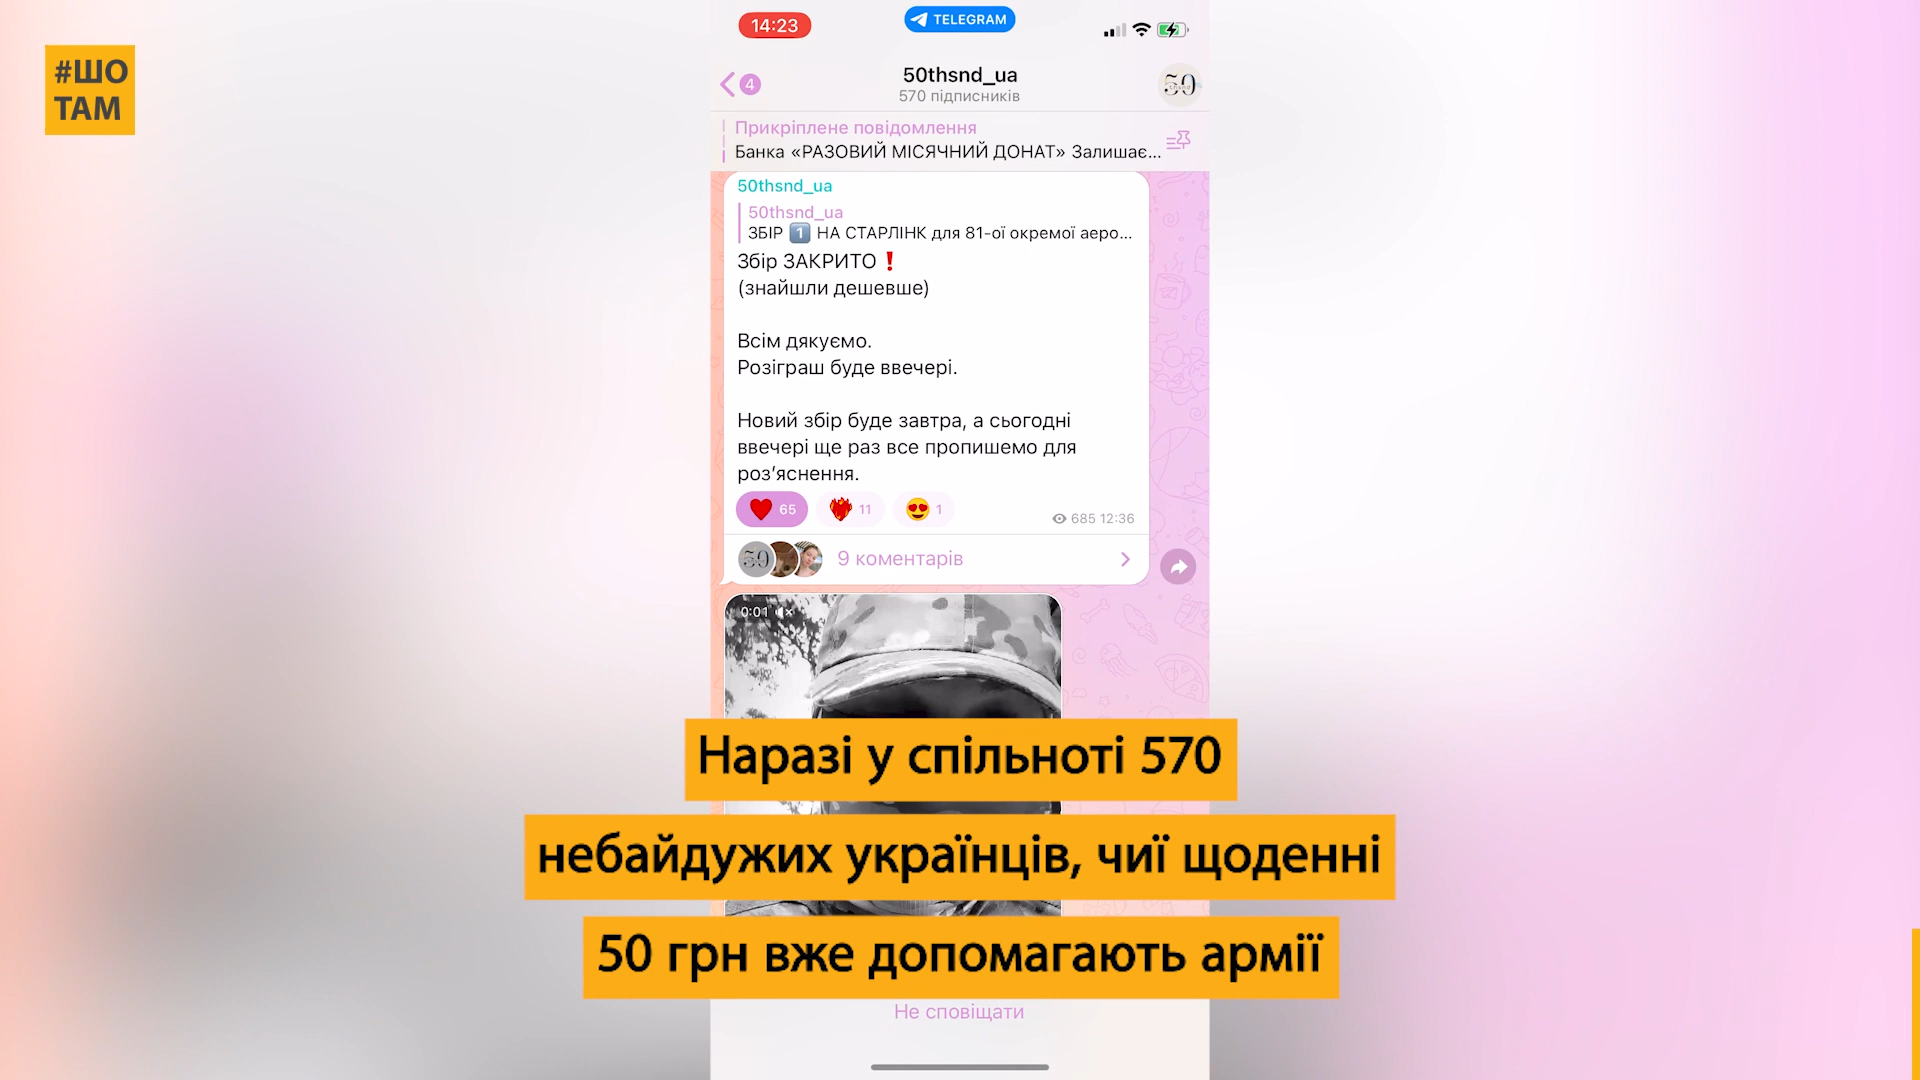 #ШО
ТАМ
14:23
TELEGRAM
4
50thsnd_ua
570 підписників
50
Прикріплене повідомлення
Банка «РАЗОВИЙ МІСЯЧНИЙ ДОНАТ» Залишає...
50thsnd_ua
50thsnd_ua
ЗБІР 1 НА СТАРЛІНК для 81-ої окремої аеро...
Збір ЗАКРИТО❗
(знайшли дешевше)
Всім дякуємо.
Розіграш буде ввечері.
Новий збір буде завтра, а сьогодні
ввечері ще раз все пропишемо для
роз’яснення.
65 11 1
685 12:36
50
9 коментарів
0:01
Наразі у спільноті 570
небайдужих українців, чиї щоденні
50 грн вже допомагають армії
Не сповіщати